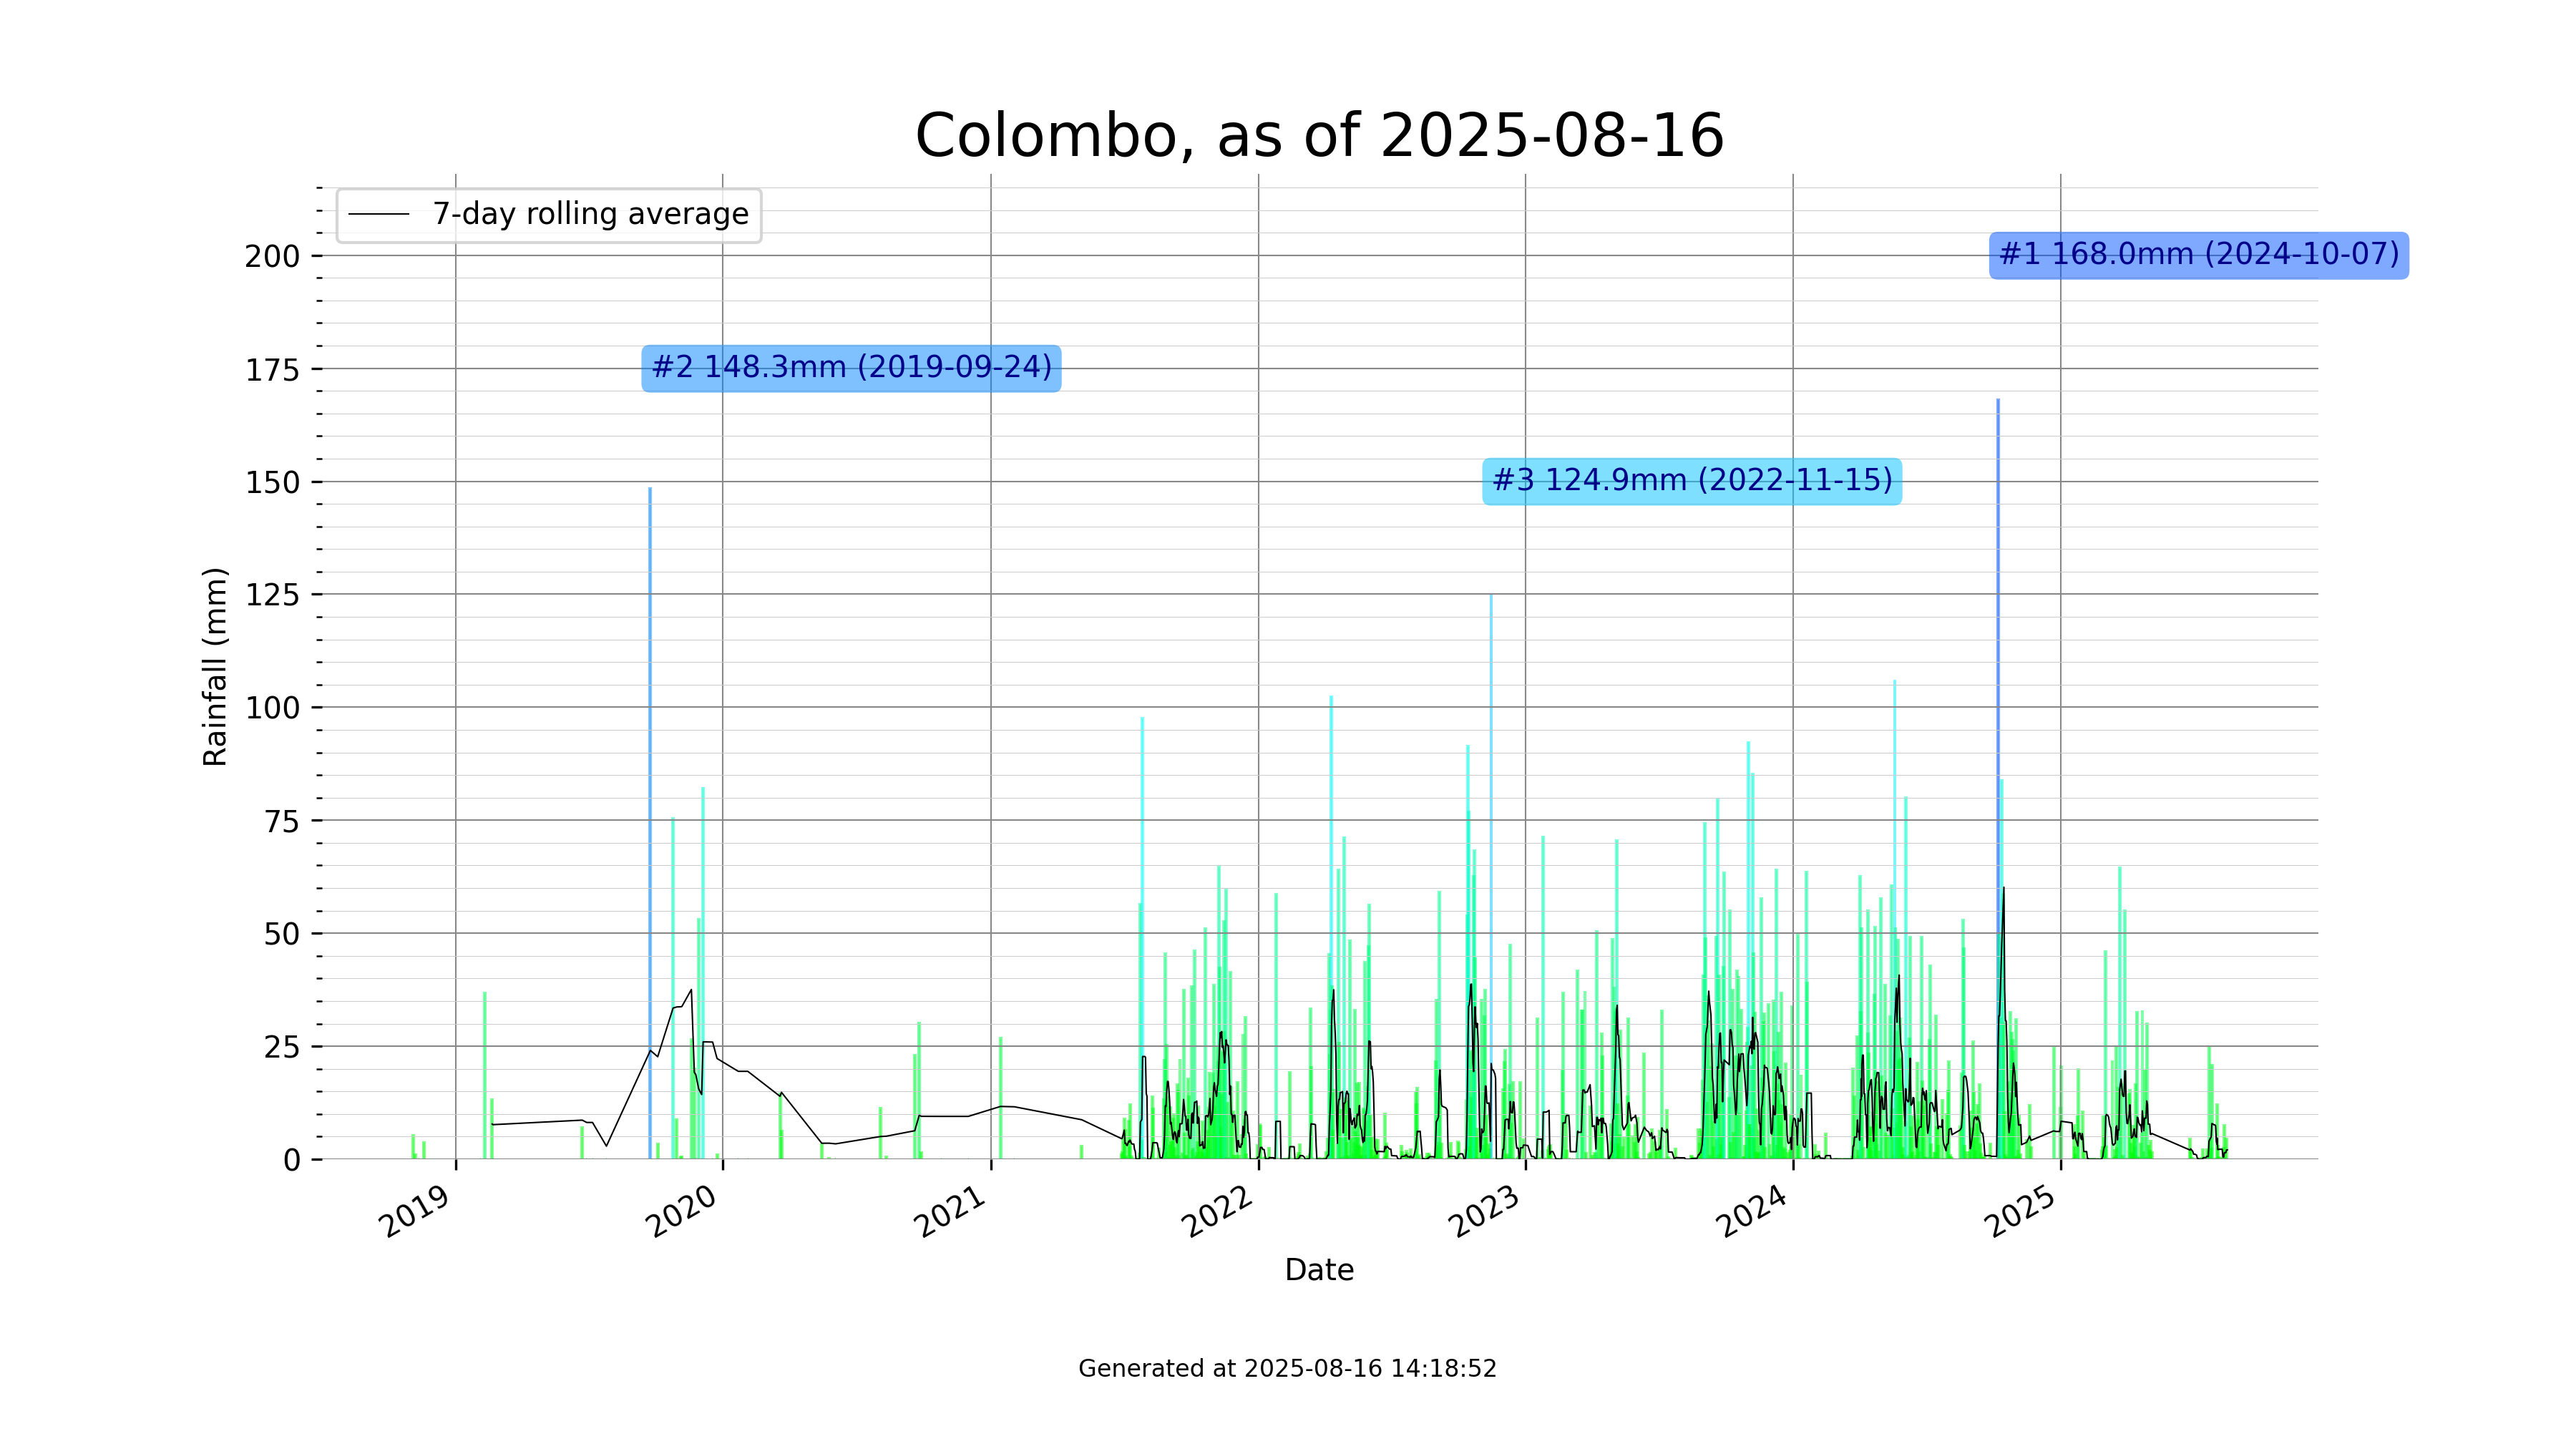 Colombo, as of 2025-08-16
7-day rolling average
#1 168.0mm (2024-10-07)
#2 148.3mm (2019-09-24)
#3 124.9mm (2022-11-15)
Rainfall (mm)
200
175
150
125
100
75
50
25
0
2019
2020
2021
2022
2023
2024
2025
Date
Generated at 2025-08-16 14:18:52